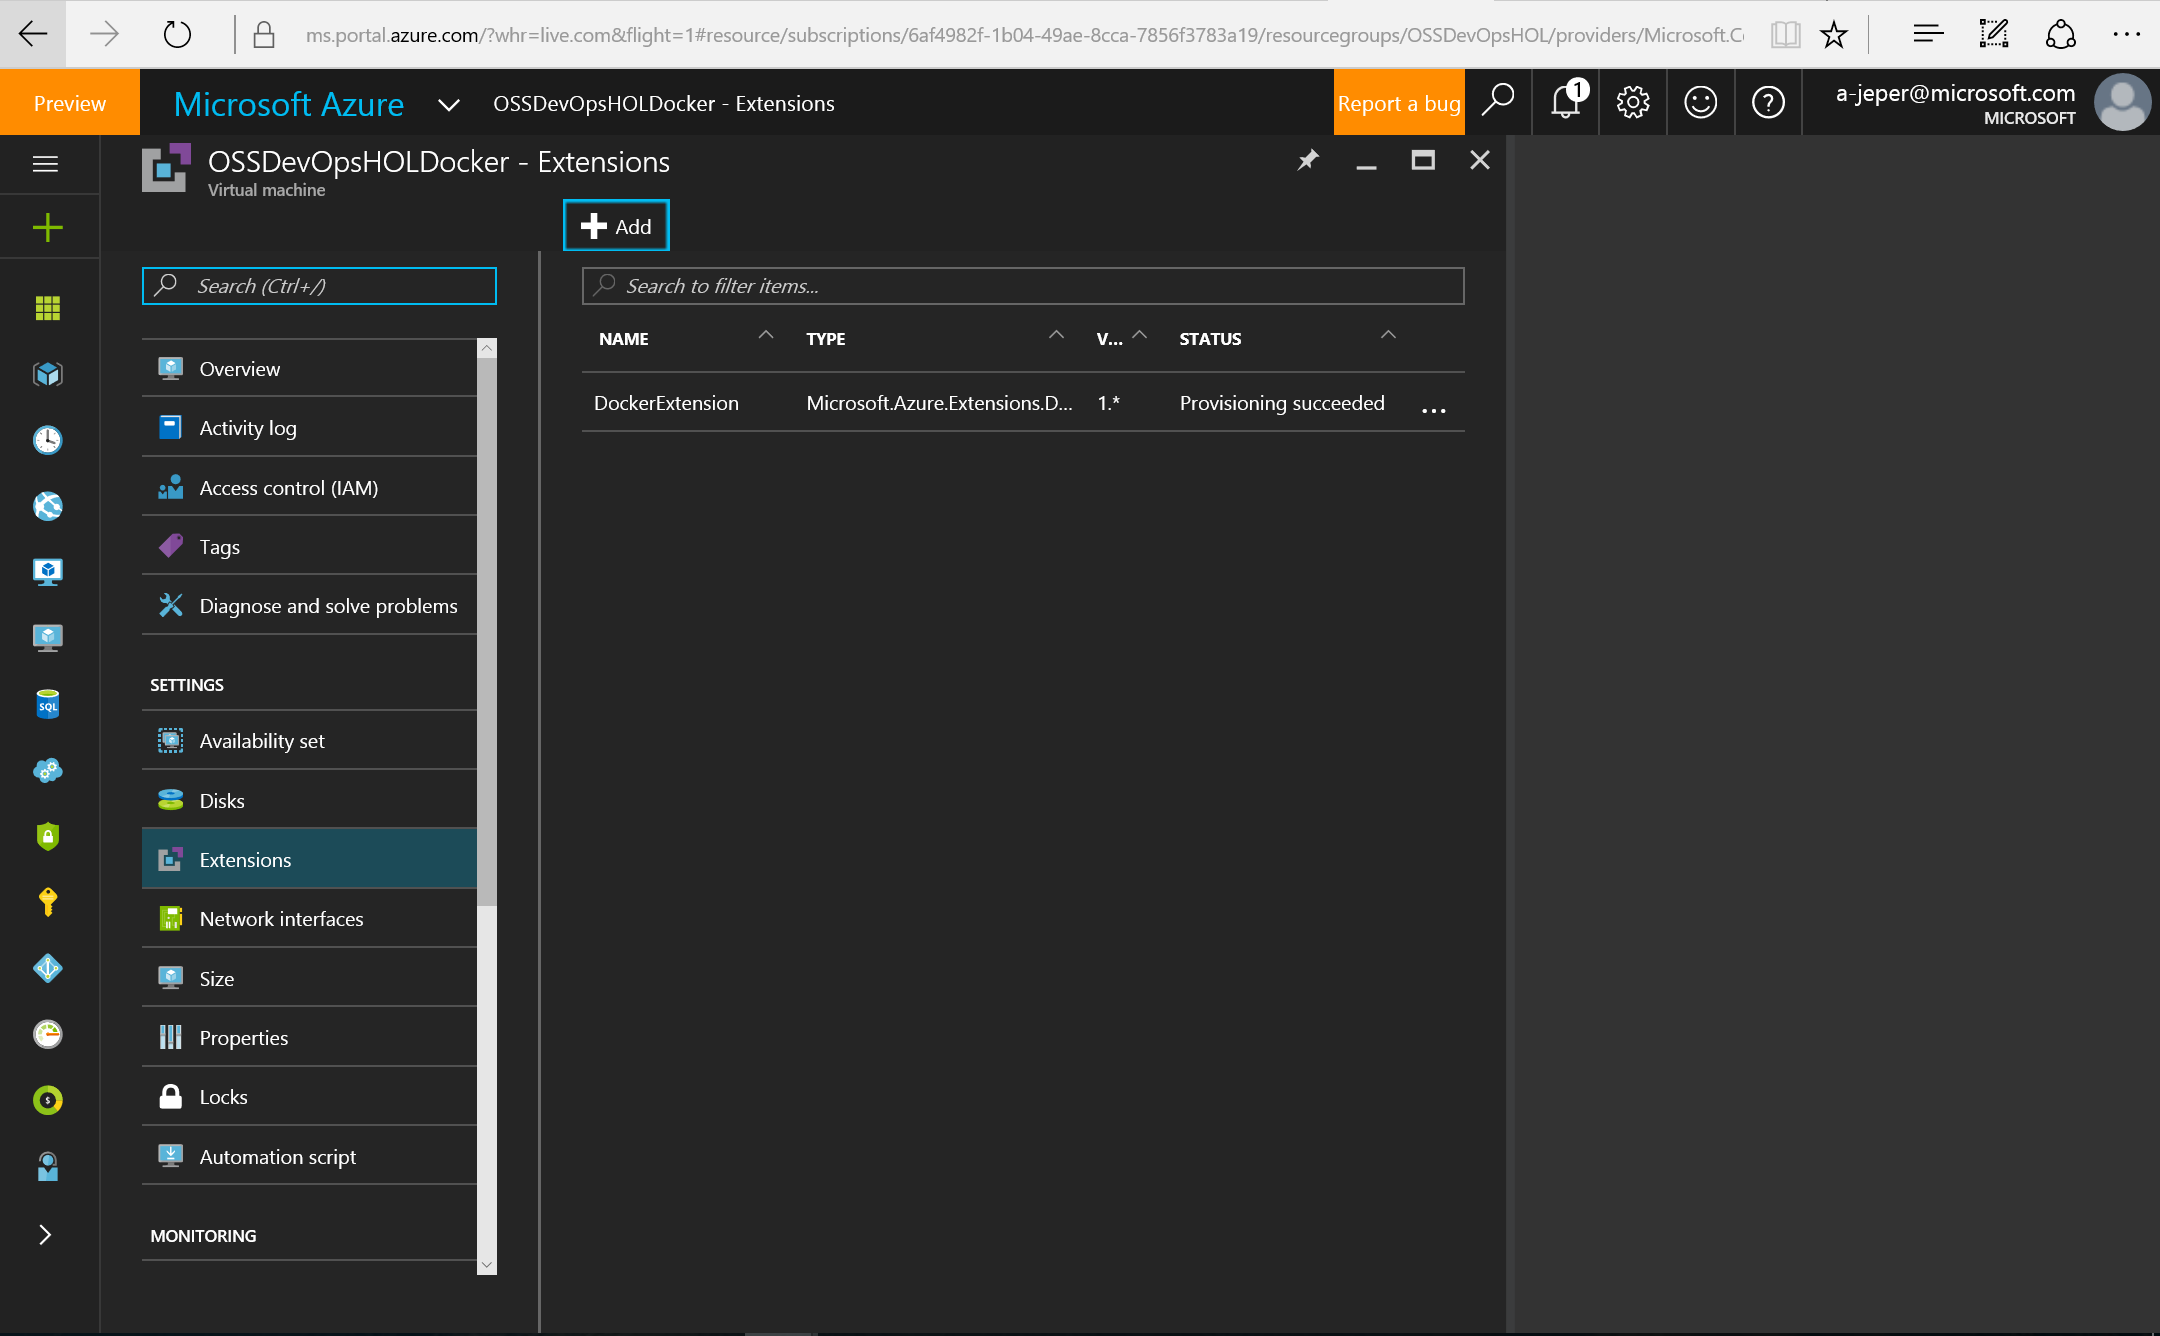 ms.portal.azure.com/?whr=live.com&flight=1#resource/subscriptions/6af4982f-1b04-49ae-8cca-7856f3783a19/resourcegroups/OSSDevOpsHOL/providers/Microsoft.Co
Preview
Microsoft Azure
OSSDevOpsHOLDocker - Extensions
Report a bug
1
?
a-jeper@microsoft.com
MICROSOFT
OSSDevOpsHOLDocker - Extensions
Virtual machine
Add
Search (Ctrl+/)
Overview
Activity log
Access control (IAM)
Tags
Diagnose and solve problems
SETTINGS
Availability set
Disks
Extensions
Network interfaces
Size
Properties
Locks
Automation script
MONITORING
Search to filter items...
NAME TYPE V... STATUS
DockerExtension Microsoft.Azure.Extensions.D... 1.* Provisioning succeeded ...
SQL
$